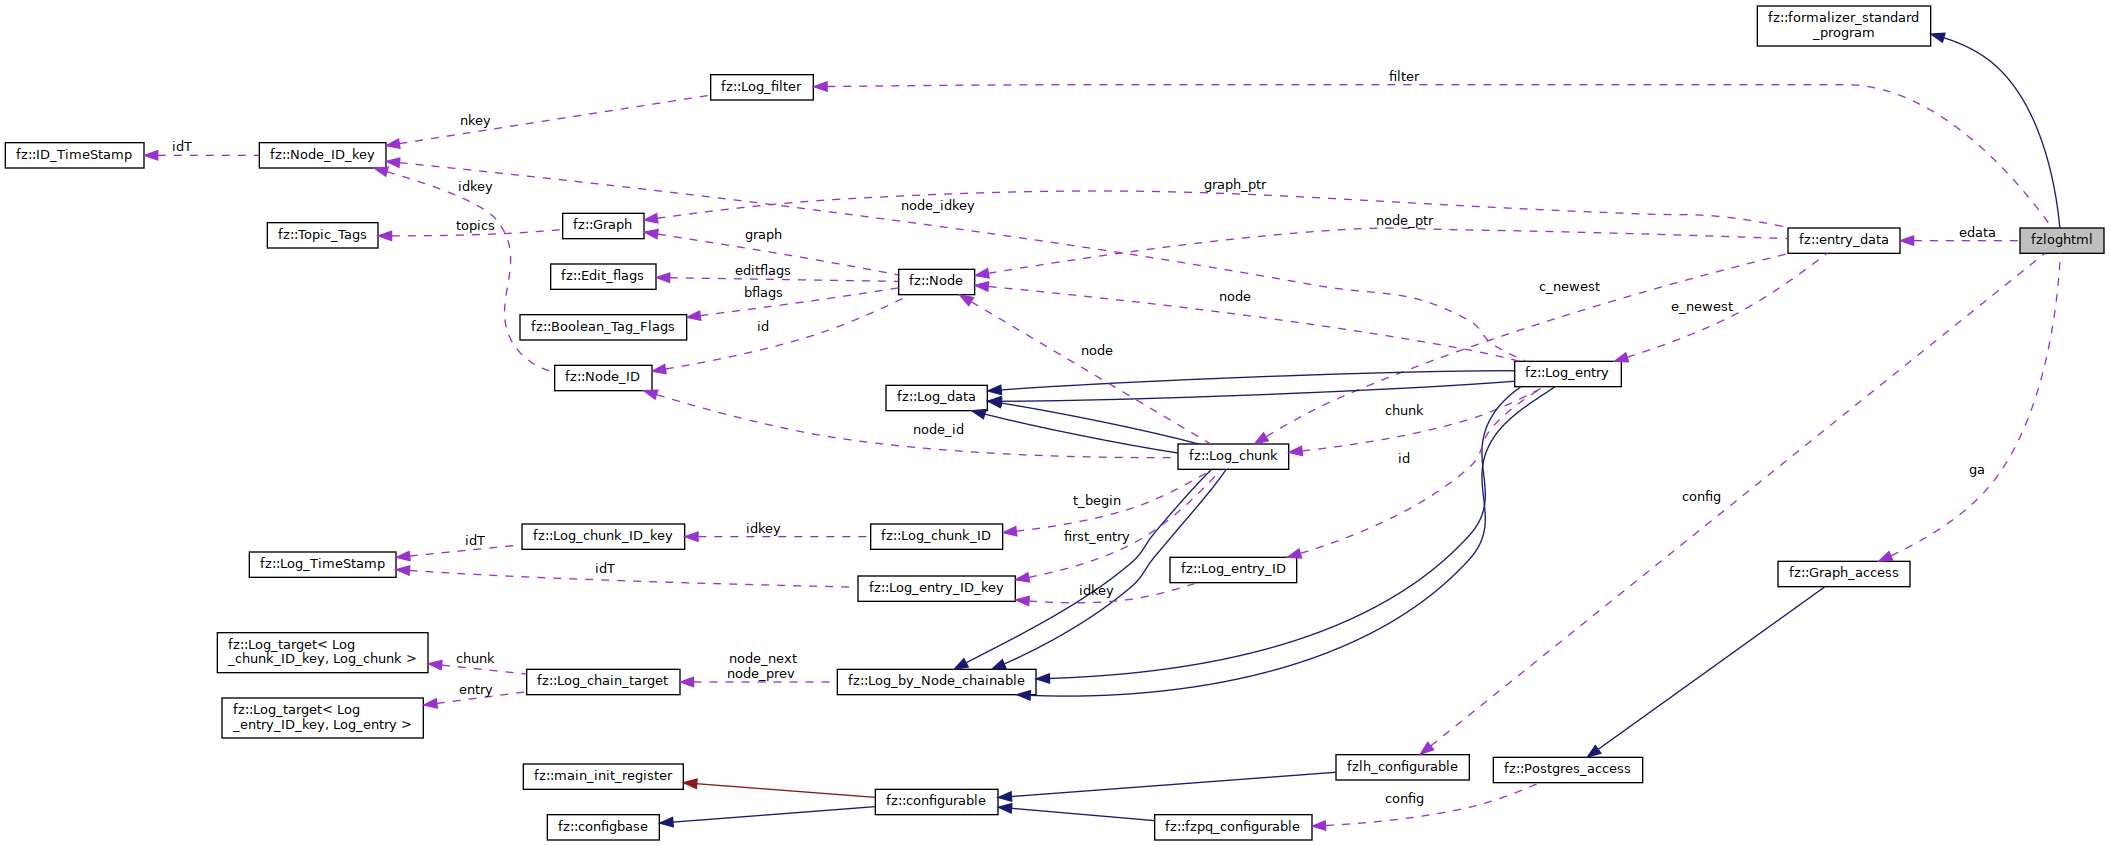 fz::formalizer_standard
_program
filter
fz::Log_filter
nkey
idT
fz::ID_TimeStamp
fz::Node_ID_key
idkey
graph_ptr
node_idkey
node_ptr
topics
fz::Graph
fz::Topic_Tags
graph
edata
fz::entry_data
fzloghtml
editflags
fz::Edit_flags
fz::Node
bflags
c_newest
node
e_newest
fz::Boolean_Tag_Flags
id
node
fz::Node_ID
fz::Log_entry
fz::Log_data
chunk
node_id
fz::Log_chunk
id
ga
config
t_begin
idkey
fz::Log_chunk_ID_key
fz::Log_chunk_ID
first_entry
idT
fz::Log_TimeStamp
idT
fz::Log_entry_ID
fz::Graph_access
fz::Log_entry_ID_key
idkey
fz::Log_target< Log
_chunk_ID_key, Log_chunk >
chunk
node_next
node_prev
fz::Log_chain_target
fz::Log_by_Node_chainable
entry
fz::Log_target< Log
_entry_ID_key, Log_entry >
fzlh_configurable
fz::Postgres_access
fz::main_init_register
fz::configurable
config
fz::configbase
fz::fzpq_configurable